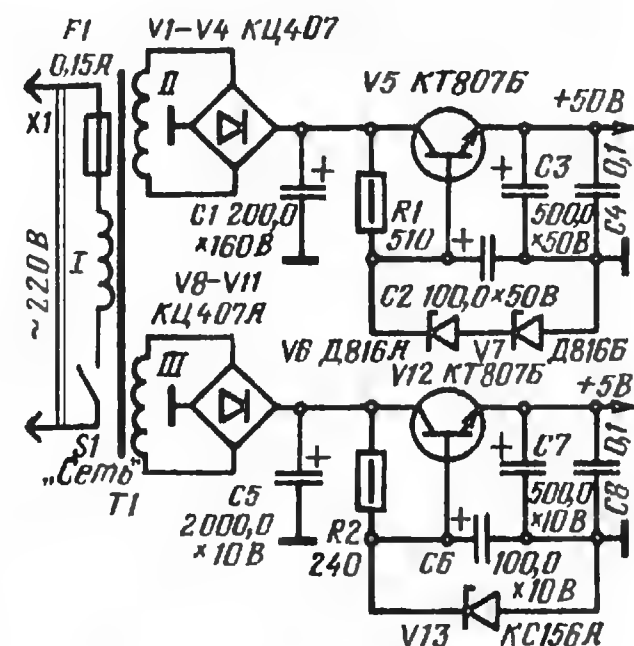 F1
0,15А
V1–V4 КЦ407
II
X1
~220В
I
S1
„Сеть"
T1
V5 КТ807Б
+50В
C1 200,0
×160В
R1
510
C3
500,0
×50В
0,1
C4
C2 100,0×50В
V6 Д816А
V7
Д816Б
V8–V11
КЦ407А
III
V12 КТ807Б
+5В
C5
2000,0
×10В
R2
240
C6
100,0
×10В
C7
500,0
×10В
0,1
C8
V13
КС156А
+
+
+
+
+
+